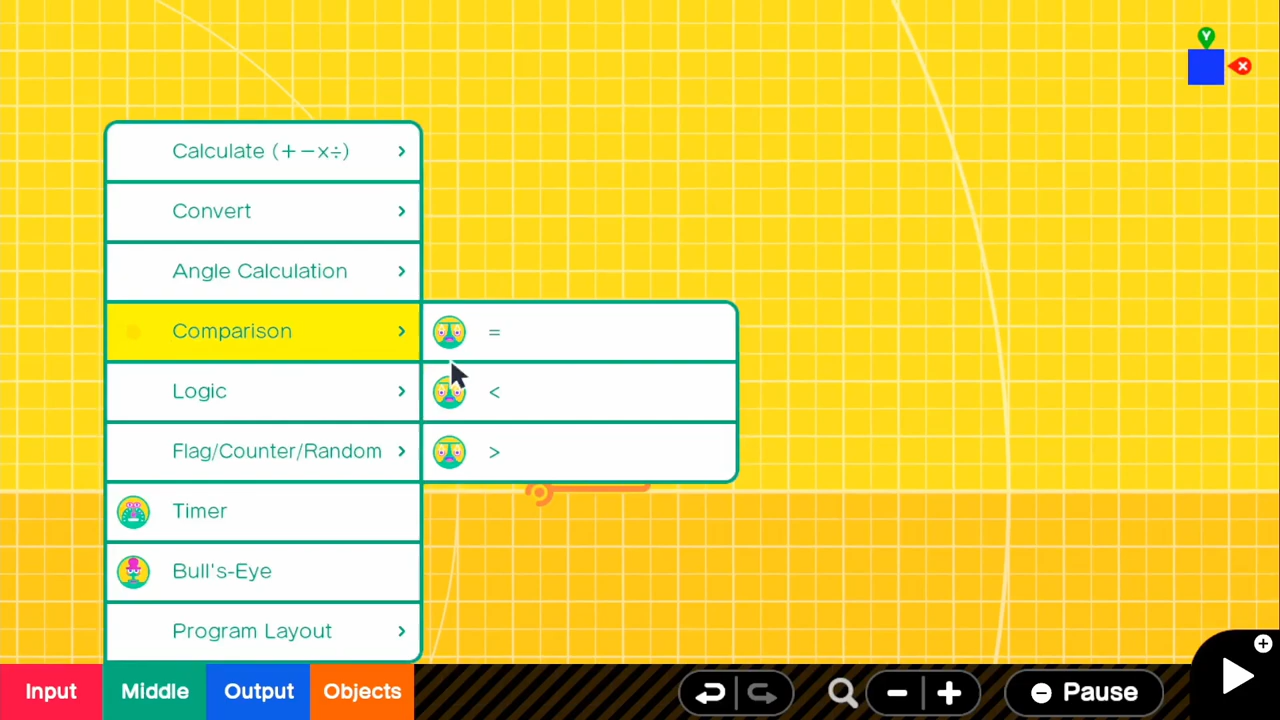 Y
X
Calculate (+−×÷)
Convert
Angle Calculation
Comparison
=
Logic
<
Flag/Counter/Random
>
Timer
Bull's-Eye
Program Layout
Input
Middle
Output
Objects
Pause